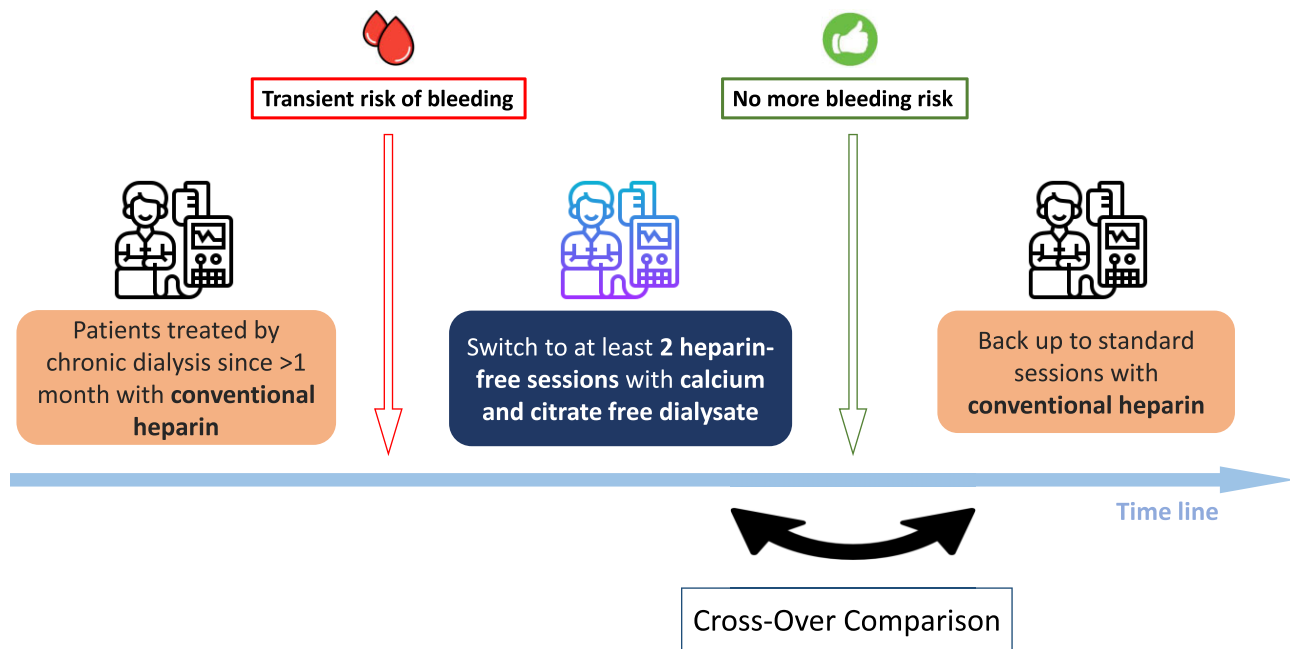 Transient risk of bleeding
No more bleeding risk
Patients treated by
chronic dialysis since >1
month with conventional
heparin
Switch to at least 2 heparin-
free sessions with calcium
and citrate free dialysate
Back up to standard
sessions with
conventional heparin
Time line
Cross-Over Comparison